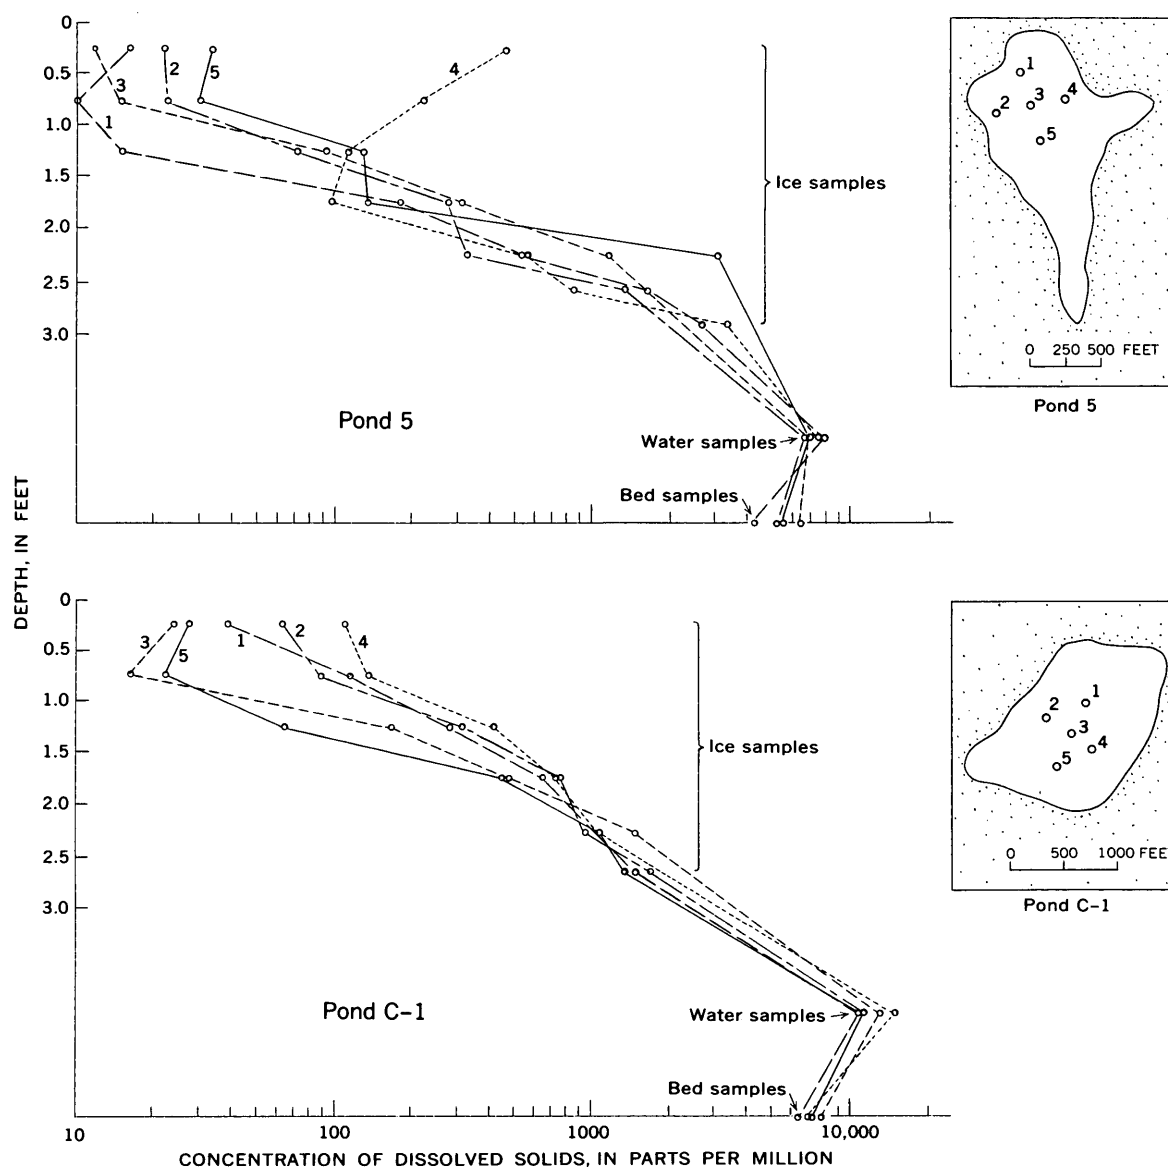 0
0.5
1.0
1.5
2.0
2.5
3.0
3
2
5
4
1
Ice samples
Pond 5
Water samples
Bed samples
1
2
3
4
5
0 250 500 FEET
Pond 5
DEPTH, IN FEET
0
0.5
1.0
1.5
2.0
2.5
3.0
3
5
1
2
4
Ice samples
Pond C-1
Water samples
Bed samples
1
2
3
4
5
0 500 1000 FEE
Pond C-1
10 100 1000 10,000
CONCENTRATION OF DISSOLVED SOLIDS, IN PARTS PER MILLION